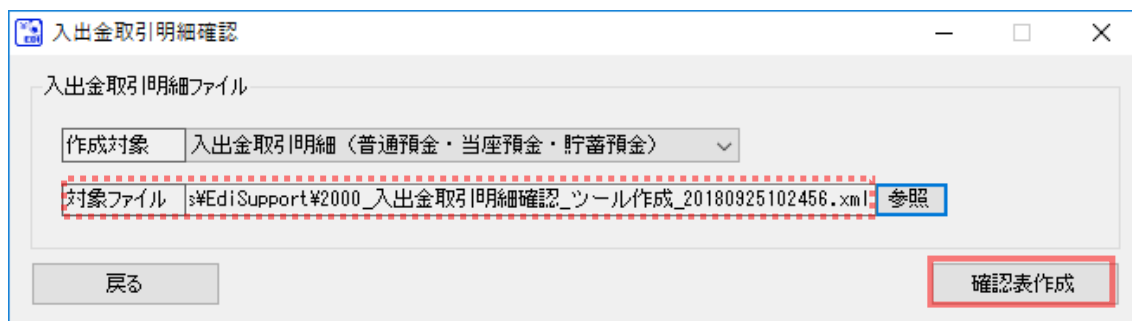 入出金取引明細確認
入出金取引明細ファイル
作成対象 入出金取引明細（普通預金・当座預金・貯蓄預金）
対象ファイル s¥EdiSupport¥2000_入出金取引明細確認_ツール作成_20180925102456.xml 参照
戻る 確認表作成